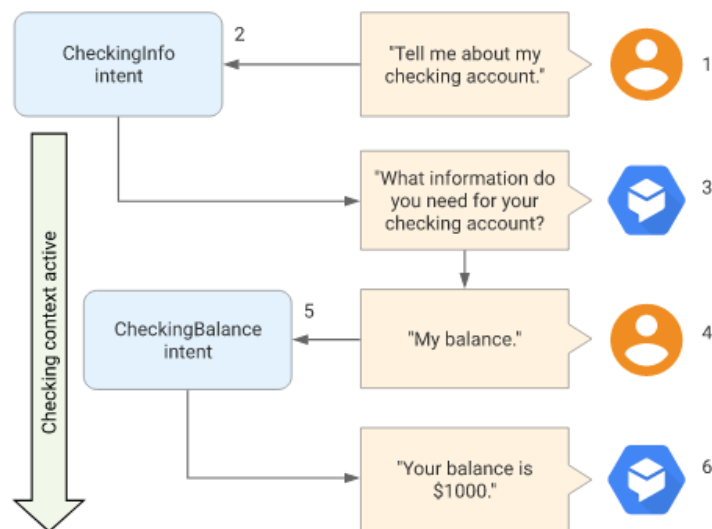 CheckingInfo
intent
2
"Tell me about my
checking account."
1
"What information do
you need for your
checking account?
3
Checking context active
CheckingBalance
intent
5
"My balance."
4
"Your balance is
$1000."
6